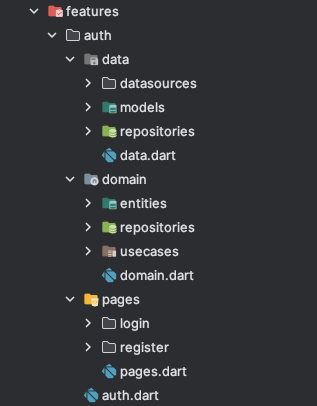 features
auth
data
datasources
models
repositories
data.dart
domain
entities
repositories
usecases
domain.dart
pages
login
register
pages.dart
auth.dart